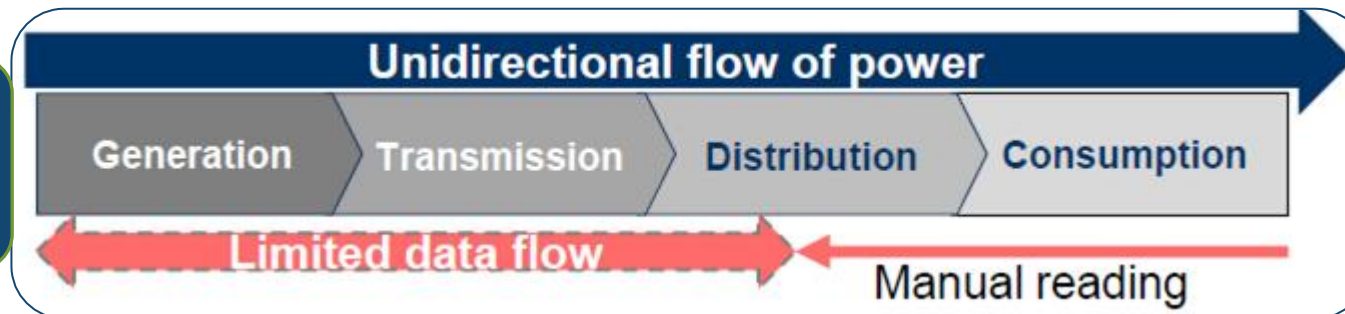 Unidirectional flow of power
Generation
Transmission
Distribution
Consumption
Limited data flow
Manual reading